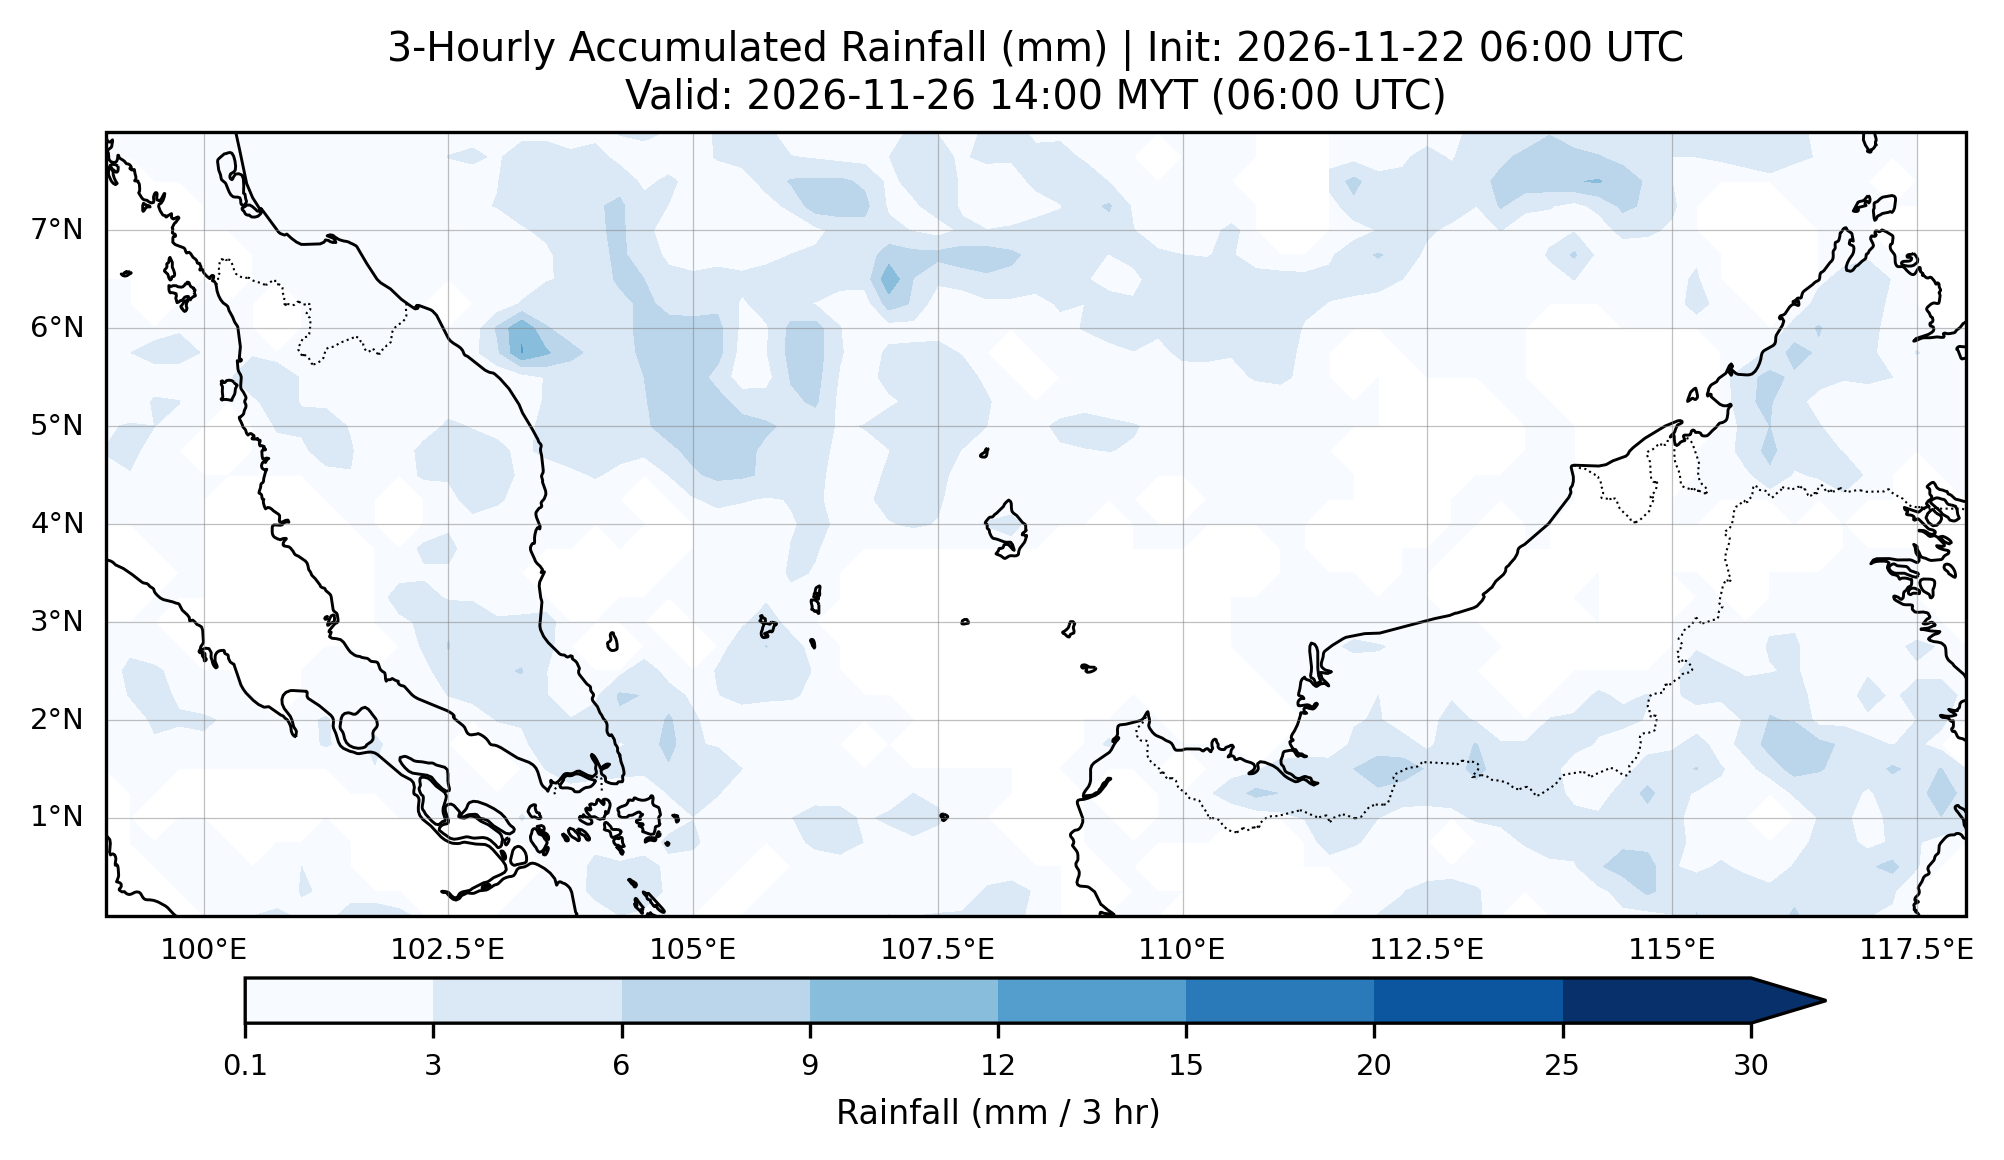 3-Hourly Accumulated Rainfall (mm) | Init: 2026-11-22 06:00 UTC
Valid: 2026-11-26 14:00 MYT (06:00 UTC)
7°N
6°N
5°N
4°N
3°N
2°N
1°N
100°E 102.5°E 105°E 107.5°E 110°E 112.5°E 115°E 117.5°E
0.1 3 6 9 12 15 20 25 30
Rainfall (mm / 3 hr)